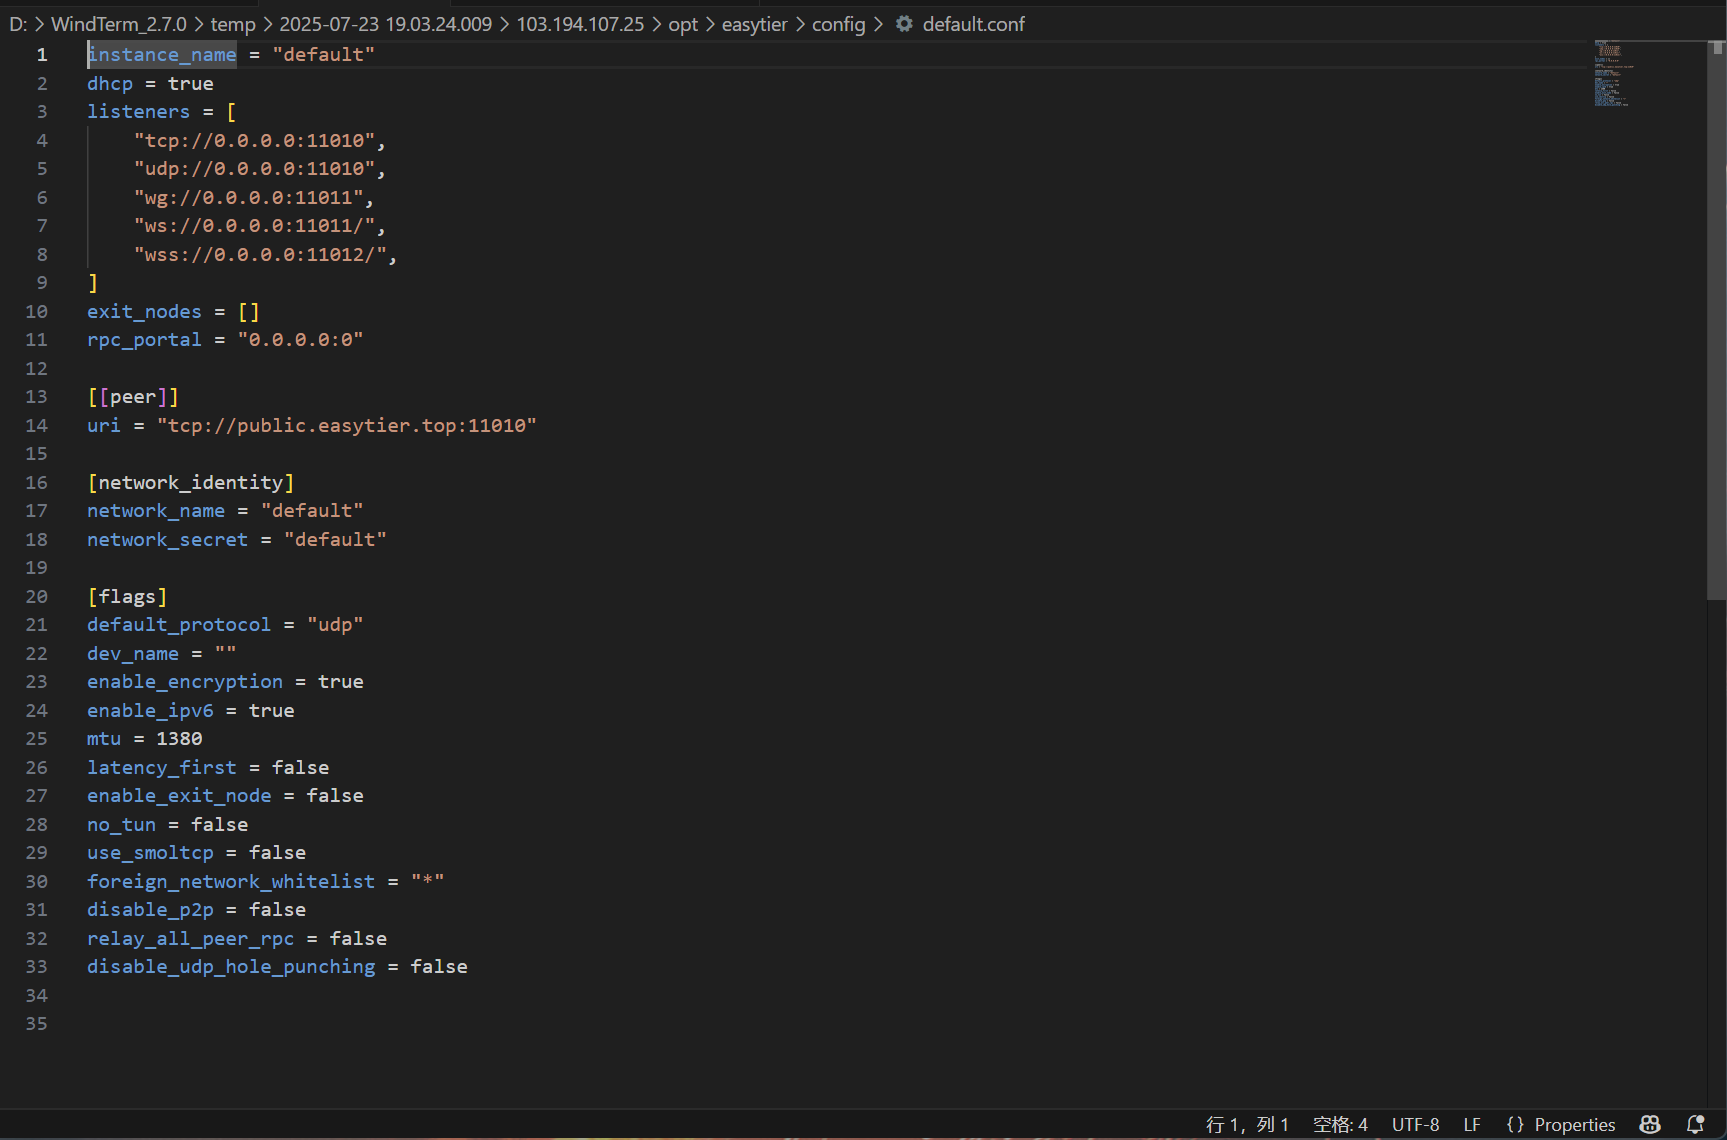 D: > WindTerm_2.7.0 > temp > 2025-07-23 19.03.24.009 > 103.194.107.25 > opt > easytier > config > default.conf
1 instance_name = "default"
2 dhcp = true
3 listeners = [
4 "tcp://0.0.0.0:11010",
5 "udp://0.0.0.0:11010",
6 "wg://0.0.0.0:11011",
7 "ws://0.0.0.0:11011/",
8 "wss://0.0.0.0:11012/",
9 ]
10 exit_nodes = []
11 rpc_portal = "0.0.0.0:0"
12
13 [[peer]]
14 uri = "tcp://public.easytier.top:11010"
15
16 [network_identity]
17 network_name = "default"
18 network_secret = "default"
19
20 [flags]
21 default_protocol = "udp"
22 dev_name = ""
23 enable_encryption = true
24 enable_ipv6 = true
25 mtu = 1380
26 latency_first = false
27 enable_exit_node = false
28 no_tun = false
29 use_smoltcp = false
30 foreign_network_whitelist = "*"
31 disable_p2p = false
32 relay_all_peer_rpc = false
33 disable_udp_hole_punching = false
34
35
行 1，列 1 空格: 4 UTF-8 LF {} Properties